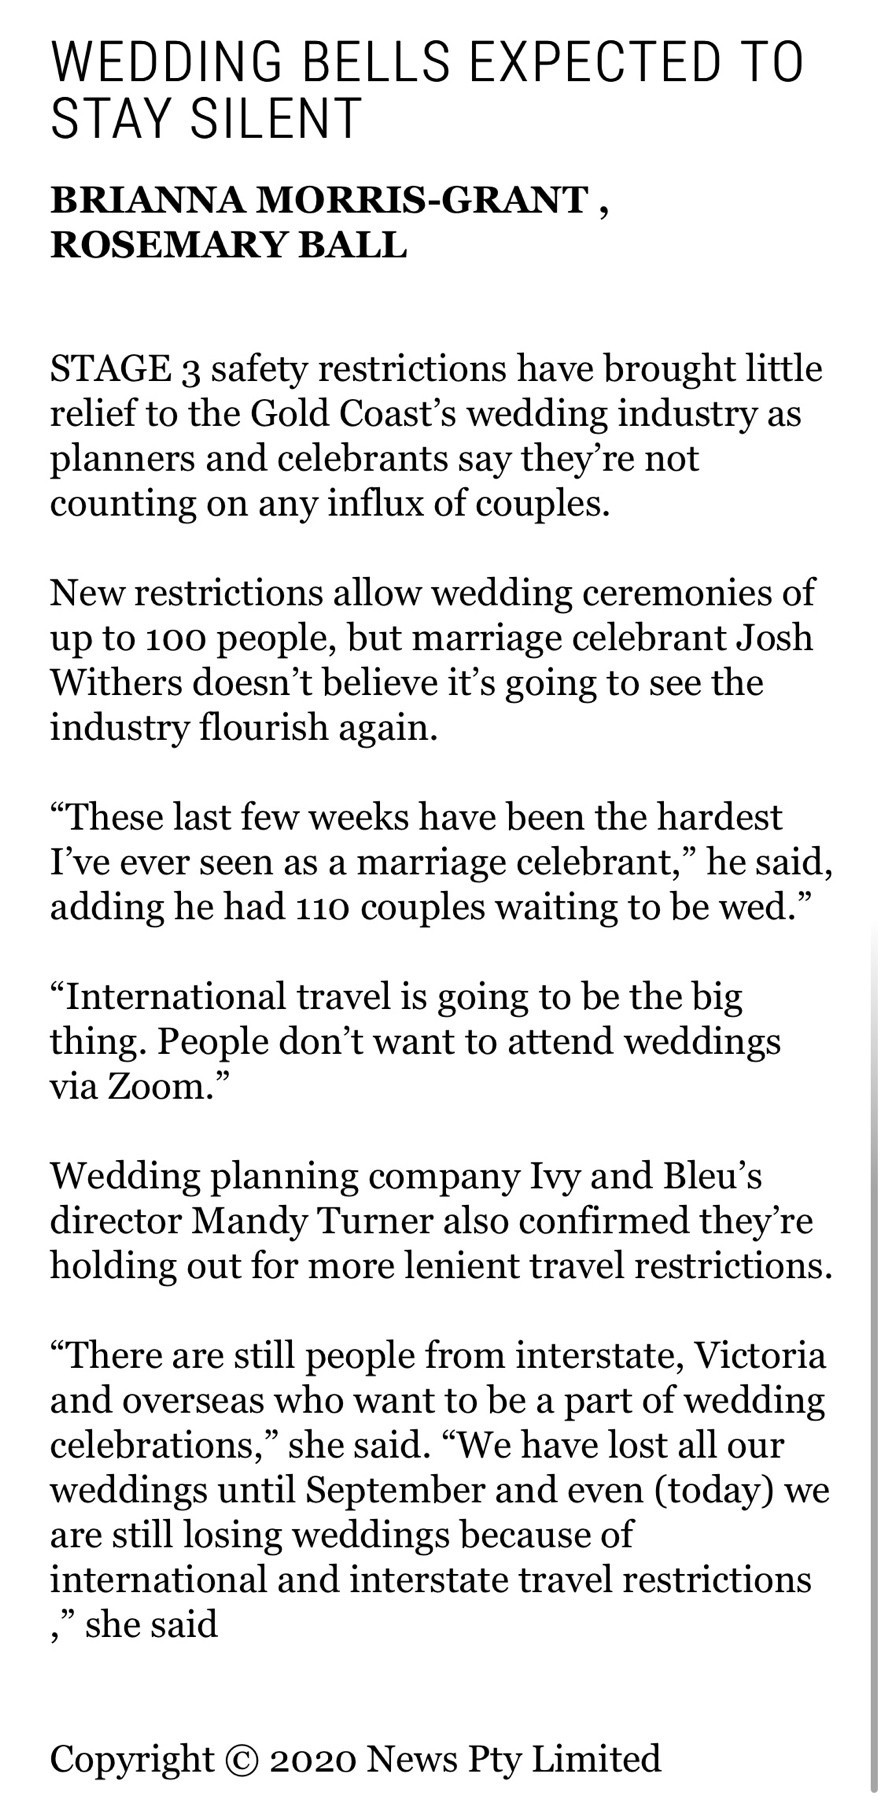 WEDDING BELLS EXPECTED TO
STAY SILENT
BRIANNA MORRIS-GRANT ,
ROSEMARY BALL
STAGE 3 safety restrictions have brought little
relief to the Gold Coast’s wedding industry as
planners and celebrants say they’re not
counting on any influx of couples.
New restrictions allow wedding ceremonies of
up to 100 people, but marriage celebrant Josh
Withers doesn’t believe it’s going to see the
industry flourish again.
“These last few weeks have been the hardest
I’ve ever seen as a marriage celebrant,” he said,
adding he had 110 couples waiting to be wed.”
“International travel is going to be the big
thing. People don’t want to attend weddings
via Zoom.”
Wedding planning company Ivy and Bleu’s
director Mandy Turner also confirmed they’re
holding out for more lenient travel restrictions.
“There are still people from interstate, Victoria
and overseas who want to be a part of wedding
celebrations,” she said. “We have lost all our
weddings until September and even (today) we
are still losing weddings because of
international and interstate travel restrictions
,” she said
Copyright © 2020 News Pty Limited